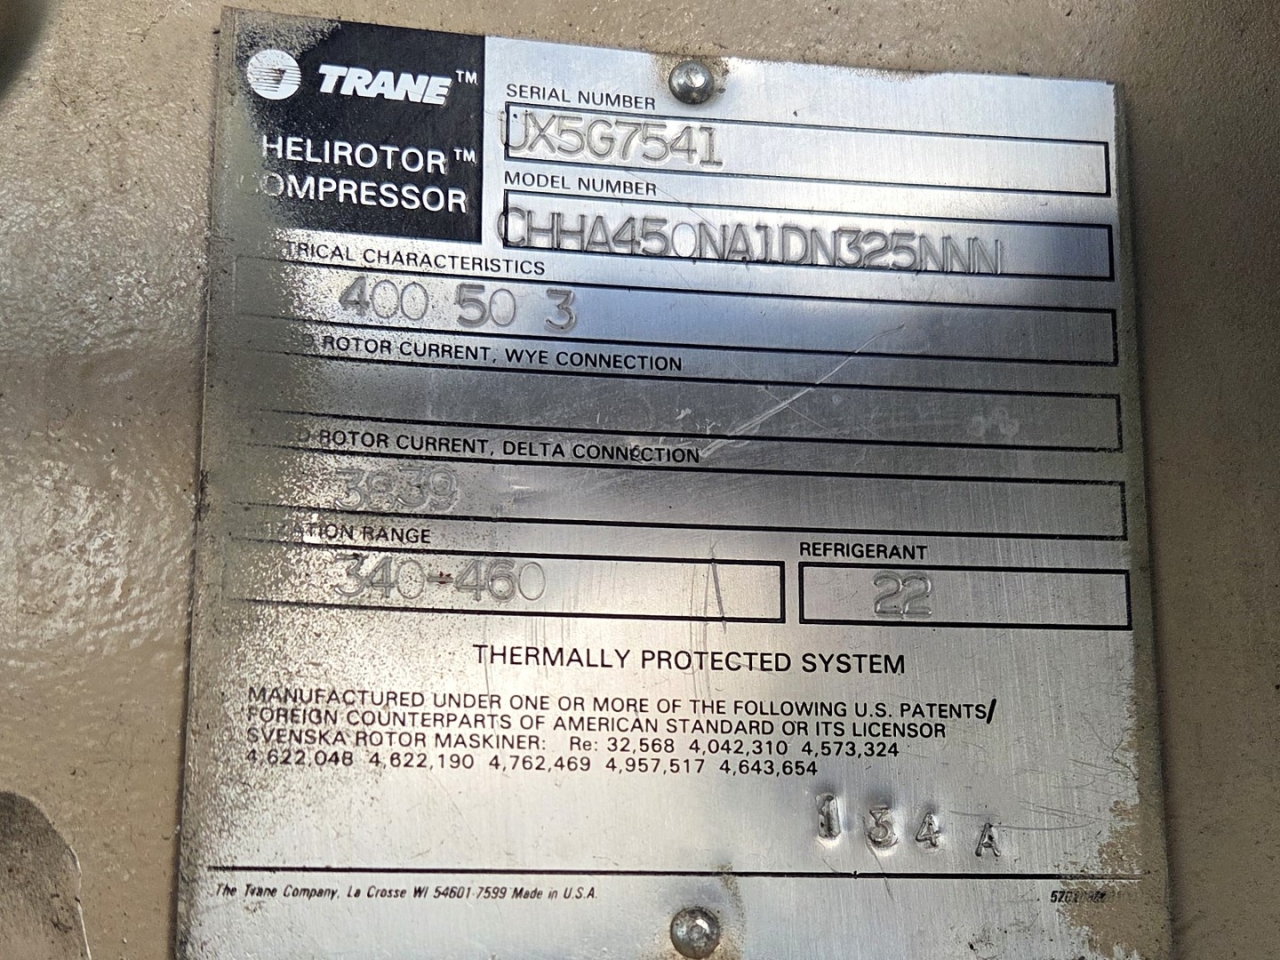 TRANE™
HELIROTOR™
OMPRESSOR
SERIAL NUMBER
UX5G7541
MODEL NUMBER
CHHA450NA1DN325NNN
TRICAL CHARACTERISTICS
400 50 3
D ROTOR CURRENT, WYE CONNECTION
D ROTOR CURRENT, DELTA CONNECTION
ATION RANGE
340-460
REFRIGERANT
22
THERMALLY PROTECTED SYSTEM
MANUFACTURED UNDER ONE OR MORE OF THE FOLLOWING U.S. PATENTS/
FOREIGN COUNTERPARTS OF AMERICAN STANDARD OR ITS LICENSOR
SVENSKA ROTOR MASKINER: Re: 32,568 4,042,310 4,573,324
4,622,048 4,622,190 4,762,469 4,957,517 4,643,654
134A
The Trane Company, La Crosse WI 54601-7599 Made in U.S.A.